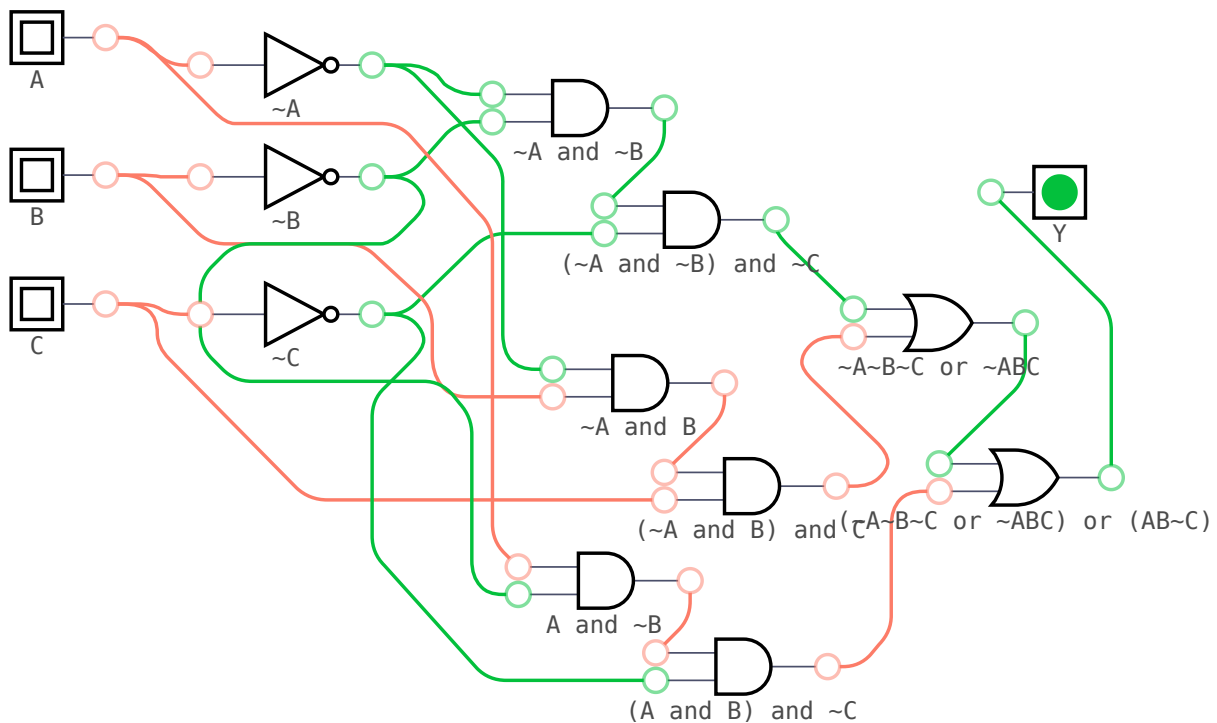 A
~A
~A and ~B
B
~B
Y
(~A and ~B) and ~C
C
~C
~A~B~C or ~ABC
~A and B
(~A and B) and C
(~A~B~C or ~ABC) or (AB~C)
A and ~B
(A and B) and ~C